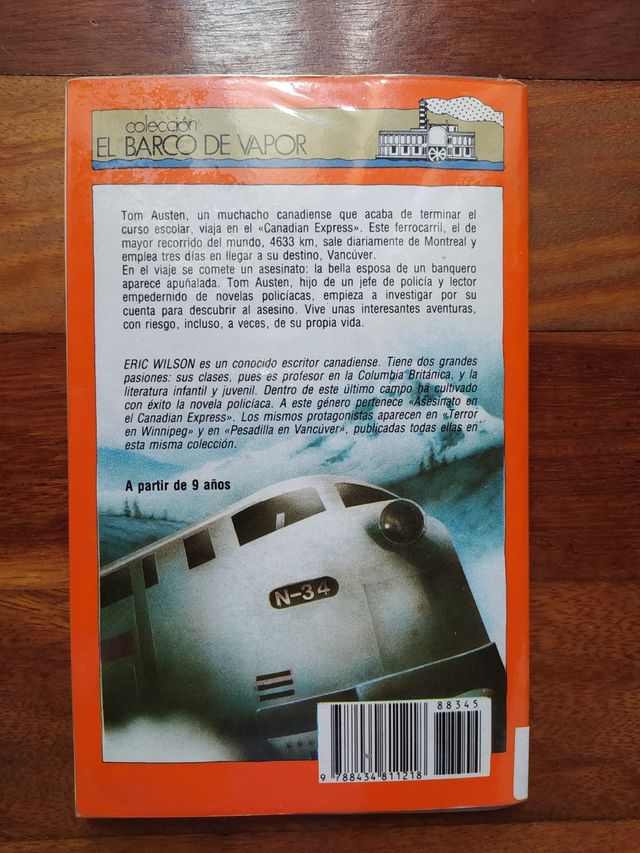 colección
EL BARCO DE VAPOR
Tom Austen, un muchacho canadiense que acaba de terminar el
curso escolar, viaja en el «Canadian Express». Este ferrocarril, el de
mayor recorrido del mundo, 4633 km, sale diariamente de Montreal y
emplea tres días en llegar a su destino, Vancúver.
En el viaje se comete un asesinato: la bella esposa de un banquero
aparece apuñalada. Tom Austen, hijo de un jefe de policía y lector
empedernido de novelas policíacas, empieza a investigar por su
cuenta para descubrir al asesino. Vive unas interesantes aventuras,
con riesgo, incluso, a veces, de su propia vida.
ERIC WILSON es un conocido escritor canadiense. Tiene dos grandes
pasiones: sus clases, pues es profesor en la Columbia Británica, y la
literatura infantil y juvenil. Dentro de este último campo ha cultivado
con éxito la novela policíaca. A este género pertenece «Asesinato en
el Canadian Express». Los mismos protagonistas aparecen en «Terror
en Winnipeg» y en «Pesadilla en Vancúver», publicadas todas ellas en
esta misma colección.
A partir de 9 años
N-34
88345
9 788434 811218